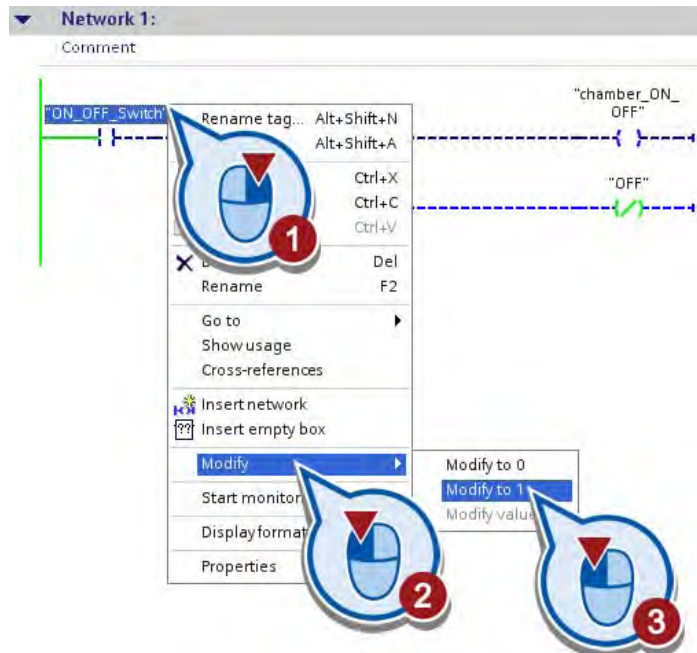 Network 1:
Comment
"ON_OFF_Switch"
"chamber_ON_
OFF"
"OFF"
Rename tag... Alt+Shift+N
Alt+Shift+A
Ctrl+X
Ctrl+C
Ctrl+V
Del
Rename F2
Go to
Show usage
Cross-references
Insert network
Insert empty box
Modify
Start monitor
Display format
Properties
Modify to 0
Modify to 1
Modify value
1
2
3